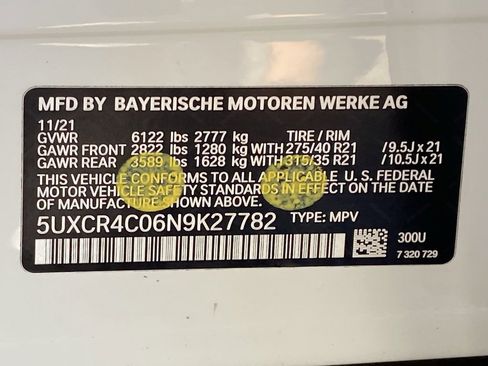 MFD BY BAYERISCHE MOTOREN WERKE AG
11/21
GVWR 6122 lbs 2777 kg TIRE / RIM
GAWR FRONT 2822 lbs 1280 kg WITH 275/40 R21 / 9.5J x 21
GAWR REAR 3589 lbs 1628 kg WITH 315/35 R21 / 10.5J x 21
THIS VEHICLE CONFORMS TO ALL APPLICABLE U. S. FEDERAL
MOTOR VEHICLE SAFETY STANDARDS IN EFFECT
ON THE DATE OF MANUFACTURE SHOWN ABOVE.
5UXCR4C06N9K27782 TYPE: MPV
300U
7 320 729